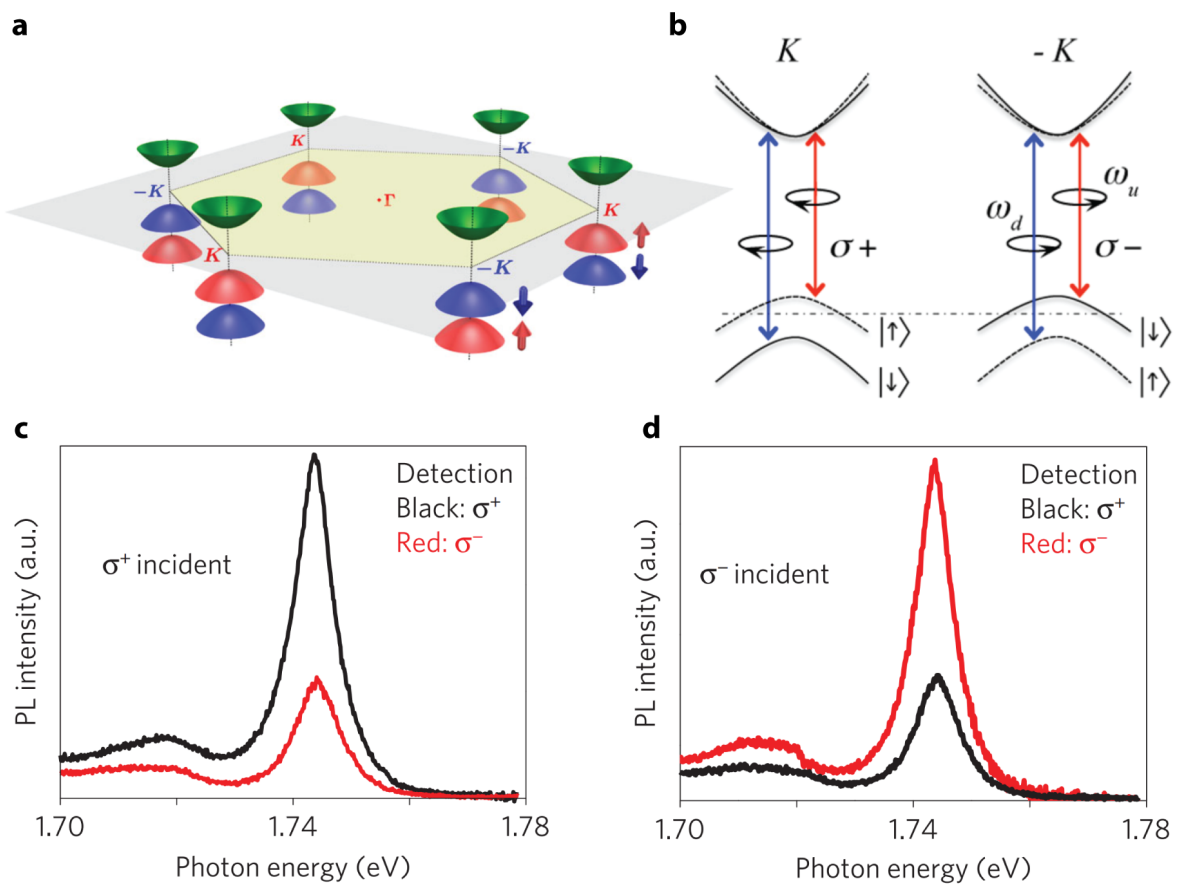 a
K
-K
-K
·Γ
K
K
-K
b
K
- K
ω_u
ω_d
σ +
σ −
|↑⟩
|↓⟩
|↓⟩
|↑⟩
c
Detection
Black: σ⁺
Red: σ⁻
σ⁺ incident
PL intensity (a.u.)
1.70
1.74
1.78
Photon energy (eV)
d
Detection
Black: σ⁺
Red: σ⁻
σ⁻ incident
PL intensity (a.u.)
1.70
1.74
1.78
Photon energy (eV)